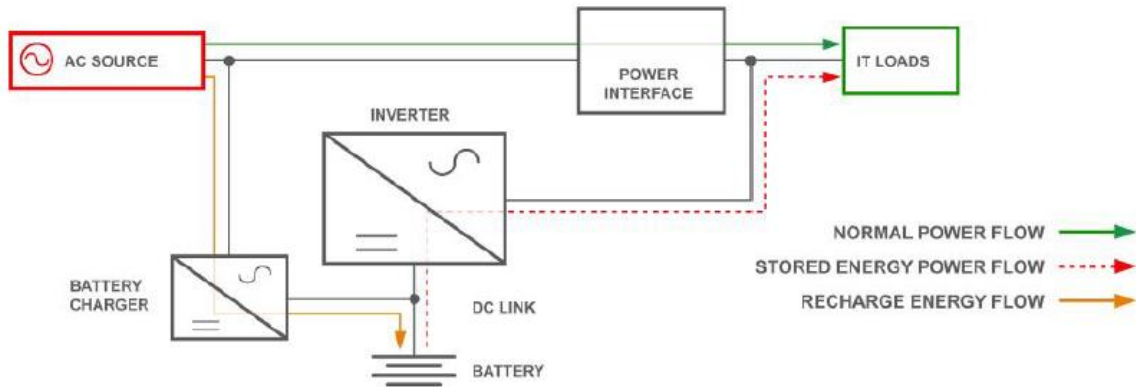 AC SOURCE
POWER
INTERFACE
IT LOADS
INVERTER
BATTERY
CHARGER
DC LINK
BATTERY
NORMAL POWER FLOW
STORED ENERGY POWER FLOW
RECHARGE ENERGY FLOW